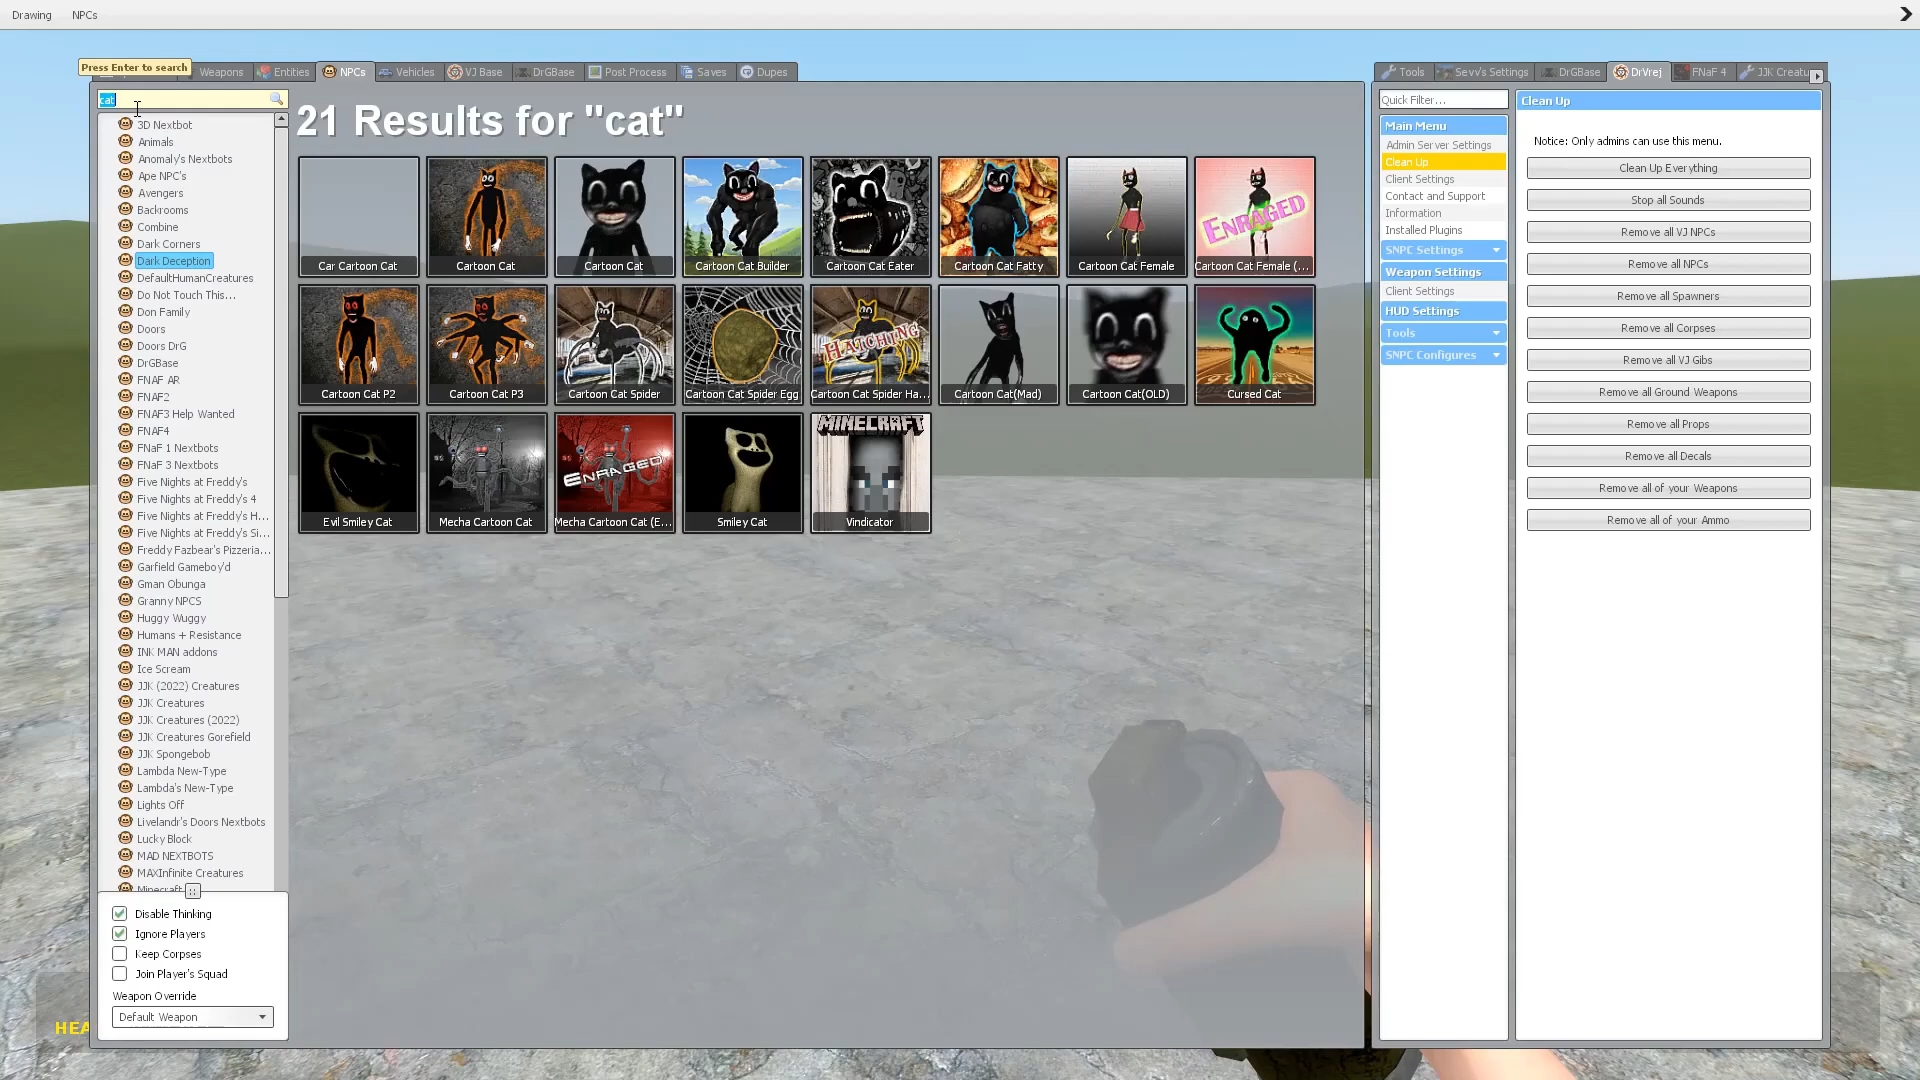 Drawing NPCs
Press Enter to search
Weapons Entities NPCs Vehicles VJ Base DrGBase Post Process Saves Dupes
Tools Sevv's Settings DrGBase DrVrej FNaF 4 JJK Creatu
cat
21 Results for "cat"
3D Nextbot
Animals
Anomaly's Nextbots
Ape NPC's
Avengers
Backrooms
Combine
Dark Corners
Dark Deception
DefaultHumanCreatures
Do Not Touch This...
Don Family
Doors
Doors DrG
DrGBase
FNAF AR
FNAF2
FNAF3 Help Wanted
FNAF4
FNaF 1 Nextbots
FNaF 3 Nextbots
Five Nights at Freddy's
Five Nights at Freddy's 4
Five Nights at Freddy's H...
Five Nights at Freddy's Si...
Freddy Fazbear's Pizzeria...
Garfield Gameboy'd
Gman Obunga
Granny NPCS
Huggy Wuggy
Humans + Resistance
INK MAN addons
Ice Scream
JJK (2022) Creatures
JJK Creatures
JJK Creatures (2022)
JJK Creatures Gorefield
JJK Spongebob
Lambda New-Type
Lambda's New-Type
Lights Off
Livelandr's Doors Nextbots
Lucky Block
MAD NEXTBOTS
MAXInfinite Creatures
Minecraft
Disable Thinking
Ignore Players
Keep Corpses
Join Player's Squad
Weapon Override
Default Weapon
HEA
ENRAGED
Car Cartoon Cat Cartoon Cat Cartoon Cat Cartoon Cat Builder Cartoon Cat Eater Cartoon Cat Fatty Cartoon Cat Female Cartoon Cat Female (...
HATCHING
Cartoon Cat P2 Cartoon Cat P3 Cartoon Cat Spider Cartoon Cat Spider Egg Cartoon Cat Spider Ha... Cartoon Cat(Mad) Cartoon Cat(OLD) Cursed Cat
MINECRAFT
ENRAGED
Evil Smiley Cat Mecha Cartoon Cat Mecha Cartoon Cat (E... Smiley Cat Vindicator
Quick Filter...
Main Menu
Admin Server Settings
Clean Up
Client Settings
Contact and Support
Information
Installed Plugins
SNPC Settings
Weapon Settings
Client Settings
HUD Settings
Tools
SNPC Configures
Clean Up
Notice: Only admins can use this menu.
Clean Up Everything
Stop all Sounds
Remove all VJ NPCs
Remove all NPCs
Remove all Spawners
Remove all Corpses
Remove all VJ Gibs
Remove all Ground Weapons
Remove all Props
Remove all Decals
Remove all of your Weapons
Remove all of your Ammo